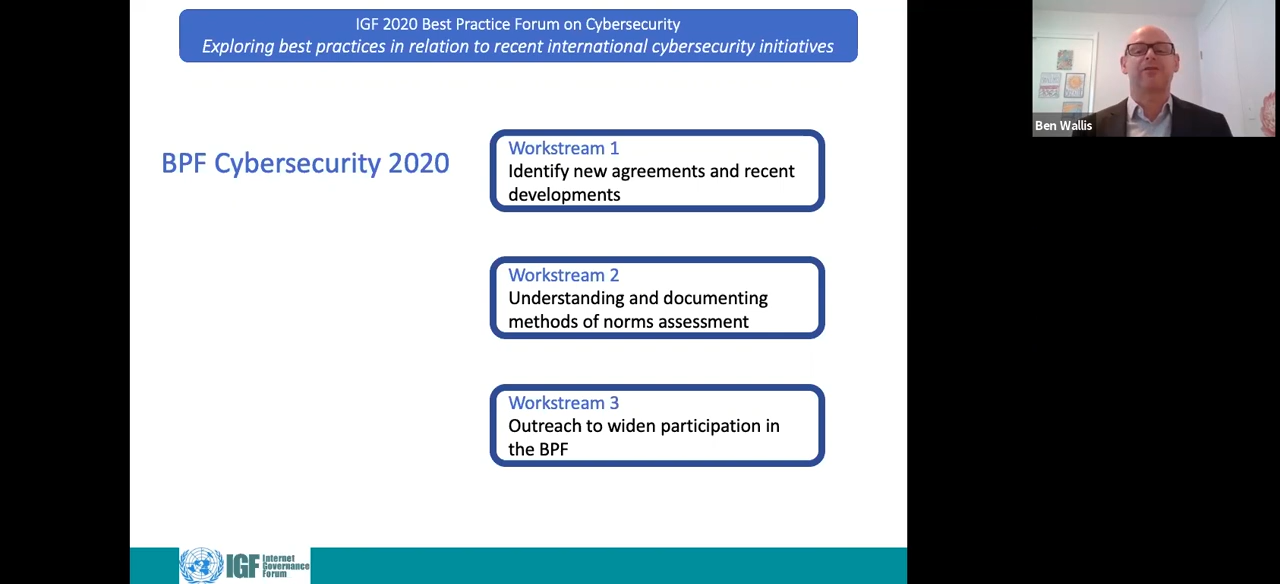 IGF 2020 Best Practice Forum on Cybersecurity
Exploring best practices in relation to recent international cybersecurity initiatives
BPF Cybersecurity 2020
Workstream 1
Identify new agreements and recent
developments
Workstream 2
Understanding and documenting
methods of norms assessment
Workstream 3
Outreach to widen participation in
the BPF
Ben Wallis
IGF
Internet
Governance
Forum